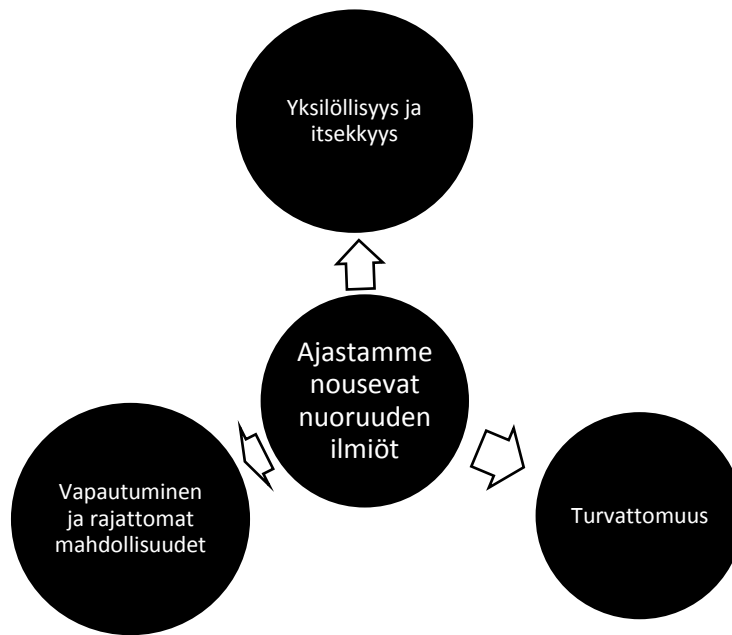 Yksilöllisyys ja
itsekkyys
Ajastamme
nousevat
nuoruuden
ilmiöt
Vapautuminen
ja rajattomat
mahdollisuudet
Turvattomuus